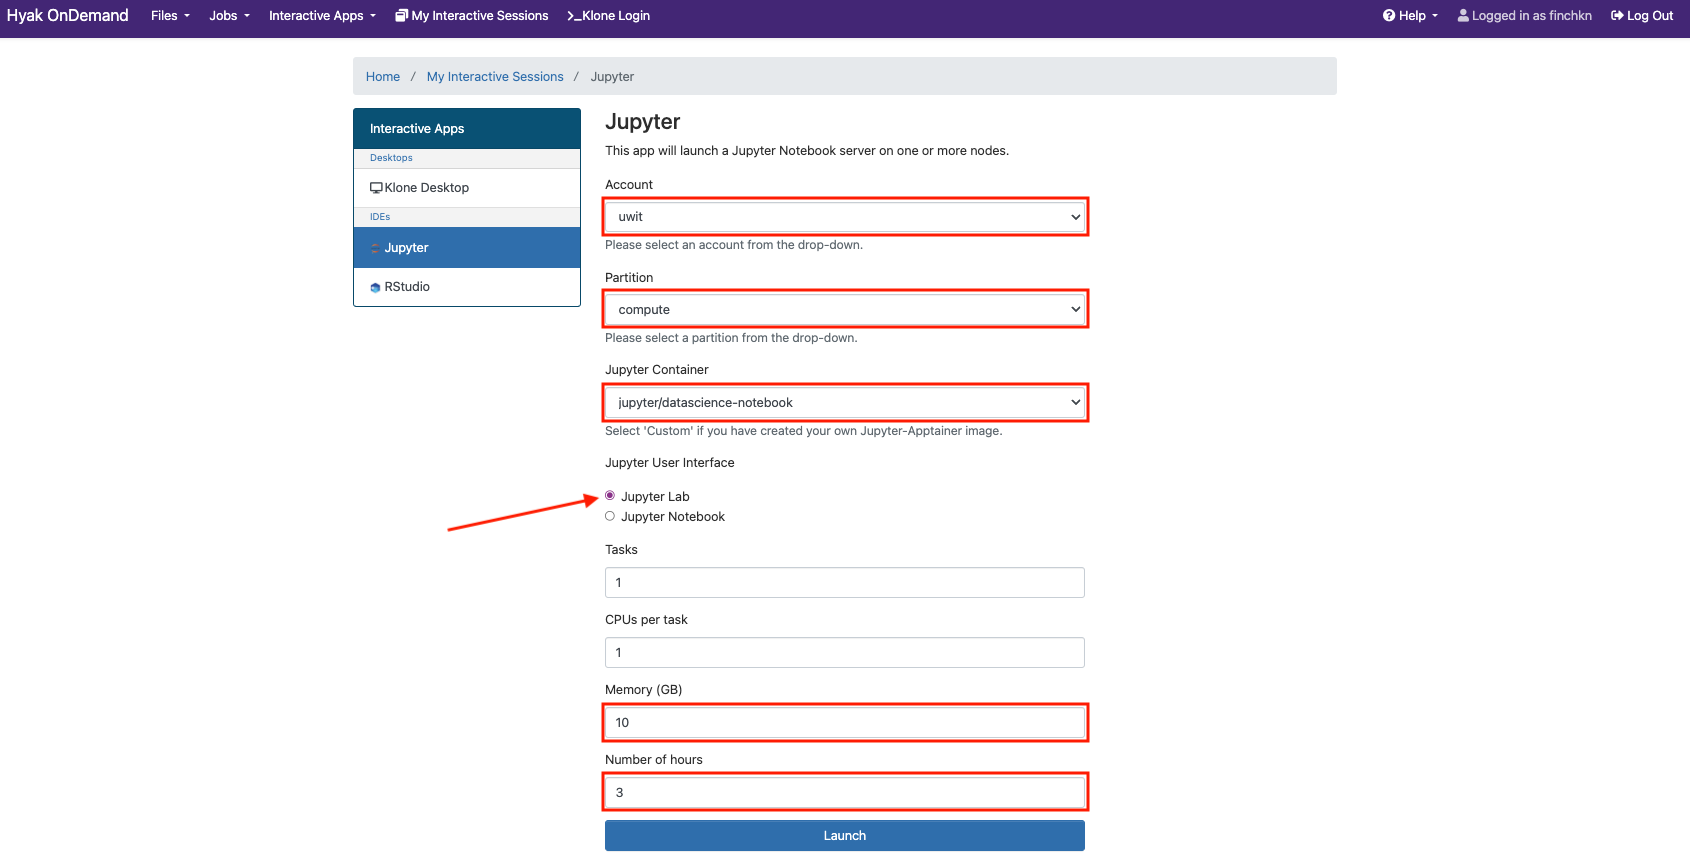 Hyak OnDemand Files Jobs Interactive Apps My Interactive Sessions >_Klone Login Help Logged in as finchkn Log Out
Home / My Interactive Sessions / Jupyter
Interactive Apps
Desktops
Klone Desktop
IDEs
Jupyter
RStudio
Jupyter
This app will launch a Jupyter Notebook server on one or more nodes.
Account
uwit
Please select an account from the drop-down.
Partition
compute
Please select a partition from the drop-down.
Jupyter Container
jupyter/datascience-notebook
Select 'Custom' if you have created your own Jupyter-Apptainer image.
Jupyter User Interface
Jupyter Lab
Jupyter Notebook
Tasks
1
CPUs per task
1
Memory (GB)
10
Number of hours
3
Launch